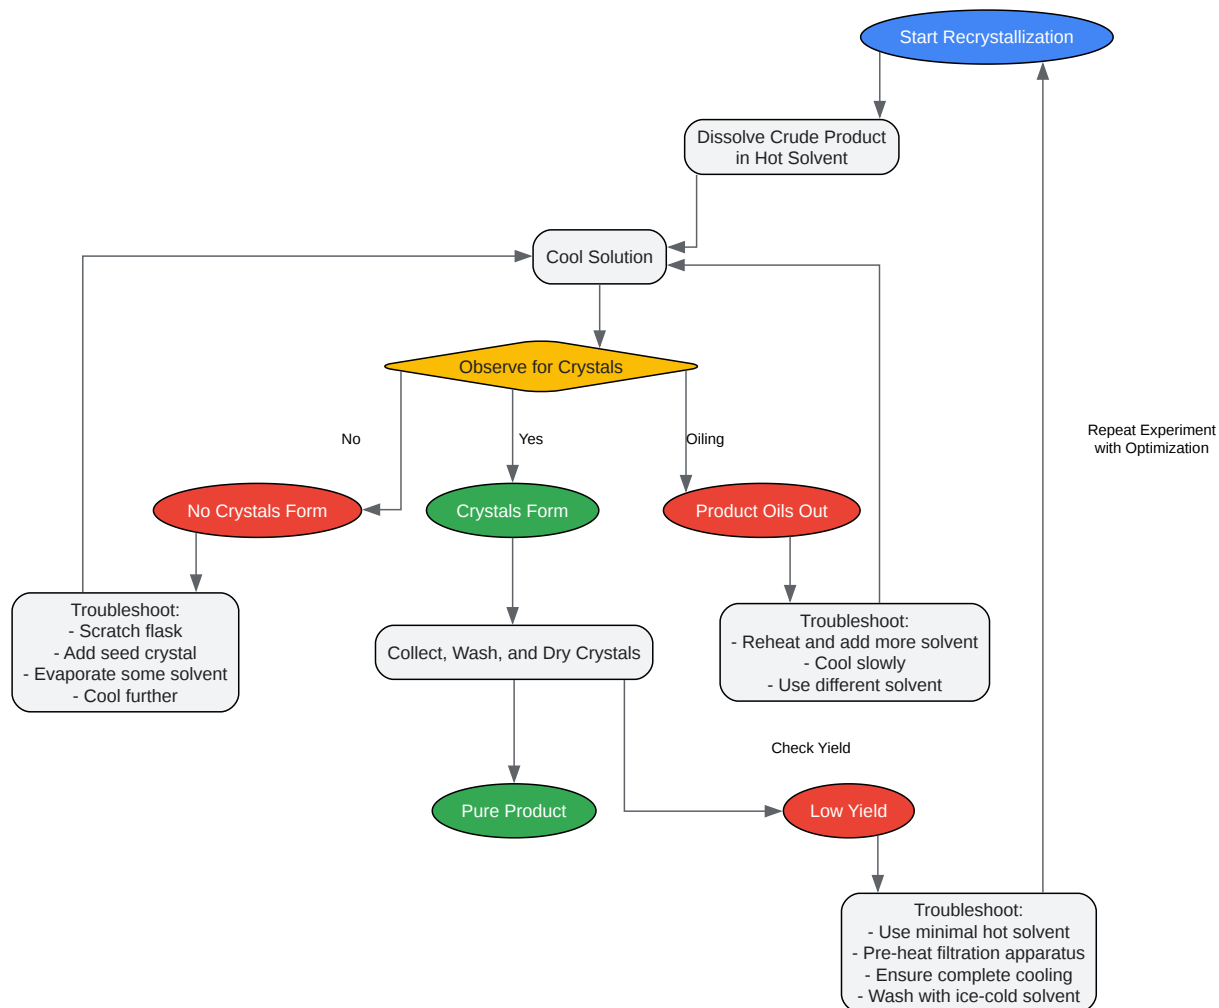 Start Recrystallization
Dissolve Crude Product
in Hot Solvent
Cool Solution
Observe for Crystals
No
Yes
Oiling
Repeat Experiment
with Optimization
No Crystals Form
Crystals Form
Product Oils Out
Troubleshoot:
- Scratch flask
- Add seed crystal
- Evaporate some solvent
- Cool further
Collect, Wash, and Dry Crystals
Troubleshoot:
- Reheat and add more solvent
- Cool slowly
- Use different solvent
Check Yield
Pure Product
Low Yield
Troubleshoot:
- Use minimal hot solvent
- Pre-heat filtration apparatus
- Ensure complete cooling
- Wash with ice-cold solvent